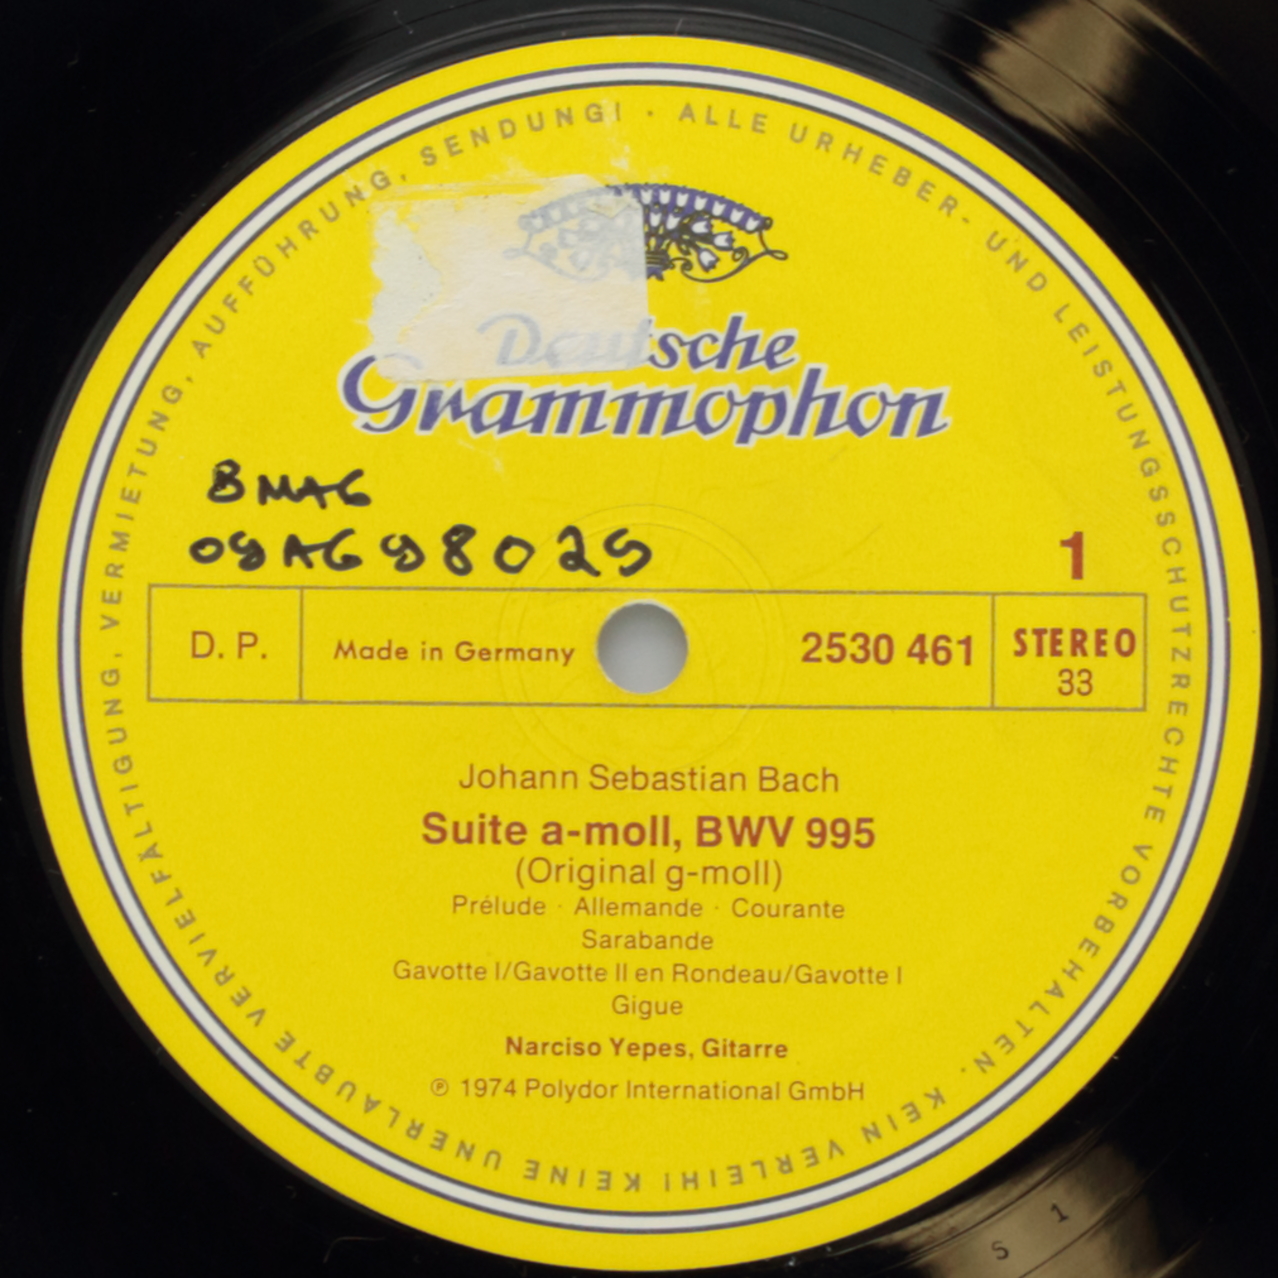 ALLE URHEBER- UND LEISTUNGSSCHUTZRECHTE VORBEHALTEN · KEIN VERLEIH! KEINE UNERLAUBTE VERVIELFÄLTIGUNG, VERMIETUNG, AUFFÜHRUNG, SENDUNG! ·
Deutsche
Grammophon
BMAG
1
D. P.
Made in Germany
2530 461
STEREO
33
Johann Sebastian Bach
Suite a-moll, BWV 995
(Original g-moll)
Prélude · Allemande · Courante
Sarabande
Gavotte I/Gavotte II en Rondeau/Gavotte I
Gigue
Narciso Yepes, Gitarre
℗ 1974 Polydor International GmbH
5 1